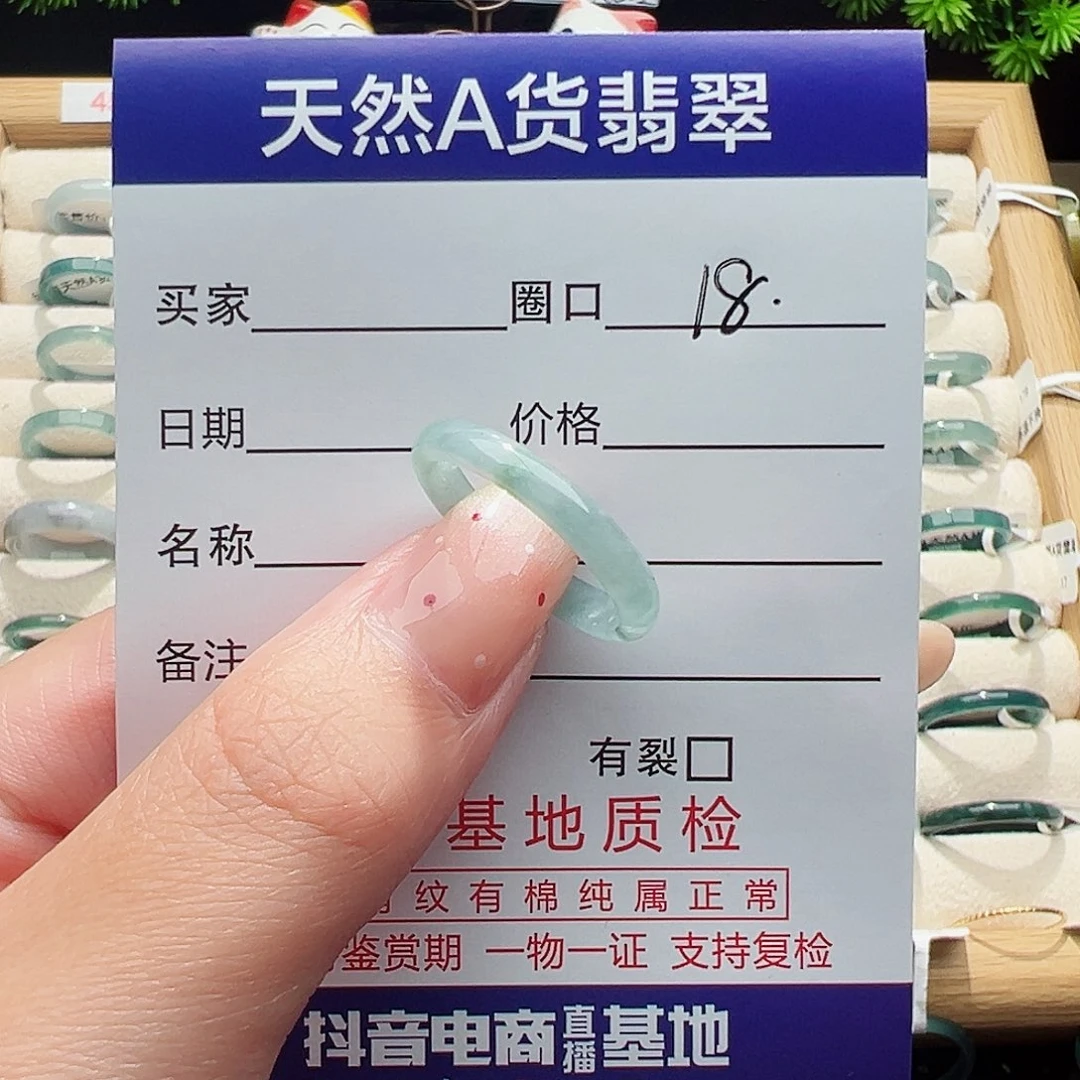 天然A货翡翠
买家 圈口 18.
日期 价格
名称
备注
有裂
基地质检
纹有棉纯属正常
鉴赏期 一物一证 支持复检
抖音电商直播基地